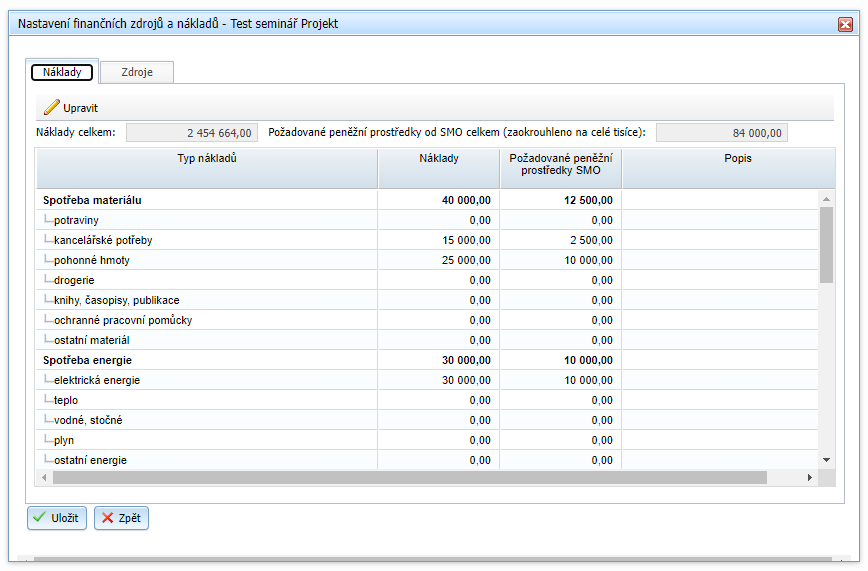 Nastavení finančních zdrojů a nákladů - Test seminář Projekt
Náklady Zdroje
Upravit
Náklady celkem: 2 454 664,00 Požadované peněžní prostředky od SMO celkem (zaokrouhleno na celé tisíce): 84 000,00
Typ nákladů Náklady Požadované peněžní prostředky SMO Popis
Spotřeba materiálu 40 000,00 12 500,00
potraviny 0,00 0,00
kancelářské potřeby 15 000,00 2 500,00
pohonné hmoty 25 000,00 10 000,00
drogerie 0,00 0,00
knihy, časopisy, publikace 0,00 0,00
ochranné pracovní pomůcky 0,00 0,00
ostatní materiál 0,00 0,00
Spotřeba energie 30 000,00 10 000,00
elektrická energie 30 000,00 10 000,00
teplo 0,00 0,00
vodné, stočné 0,00 0,00
plyn 0,00 0,00
ostatní energie 0,00 0,00
Uložit Zpět